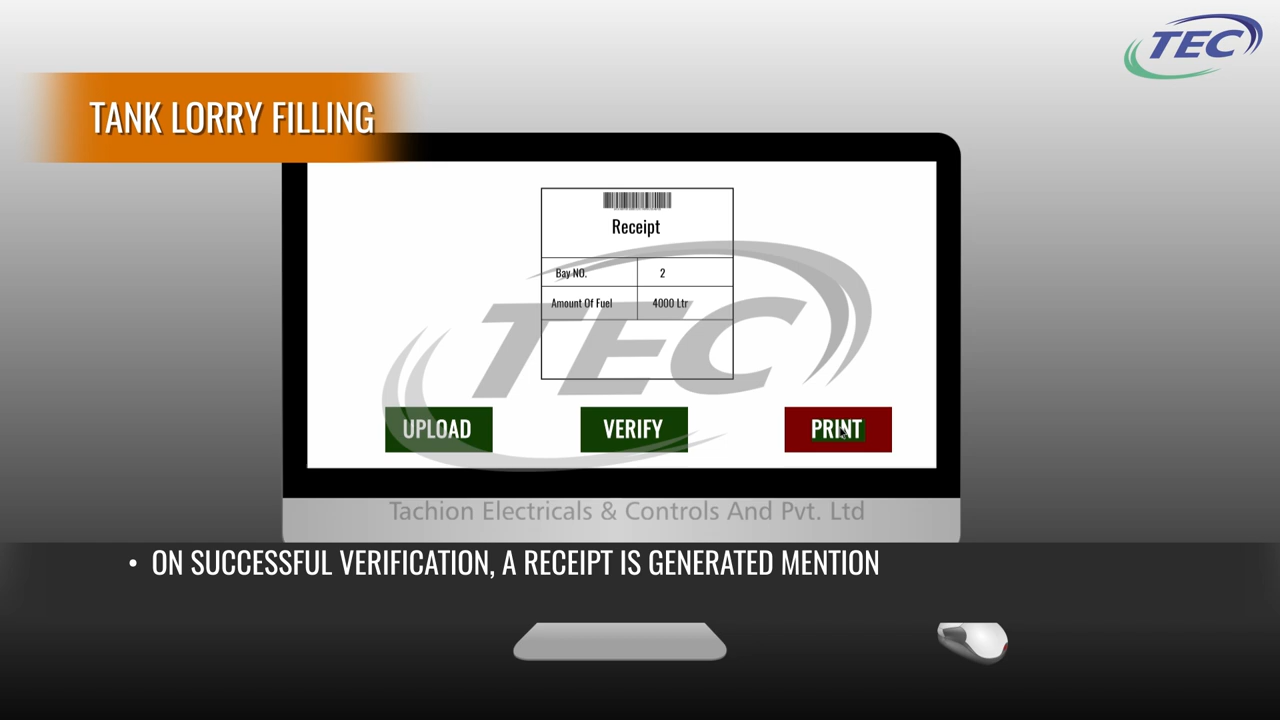 TEC
TANK LORRY FILLING
Receipt
Bay NO. 2
Amount Of Fuel 4000 Ltr
TEC
UPLOAD VERIFY PRINT
Tachion Electricals & Controls And Pvt. Ltd
• ON SUCCESSFUL VERIFICATION, A RECEIPT IS GENERATED MENTION